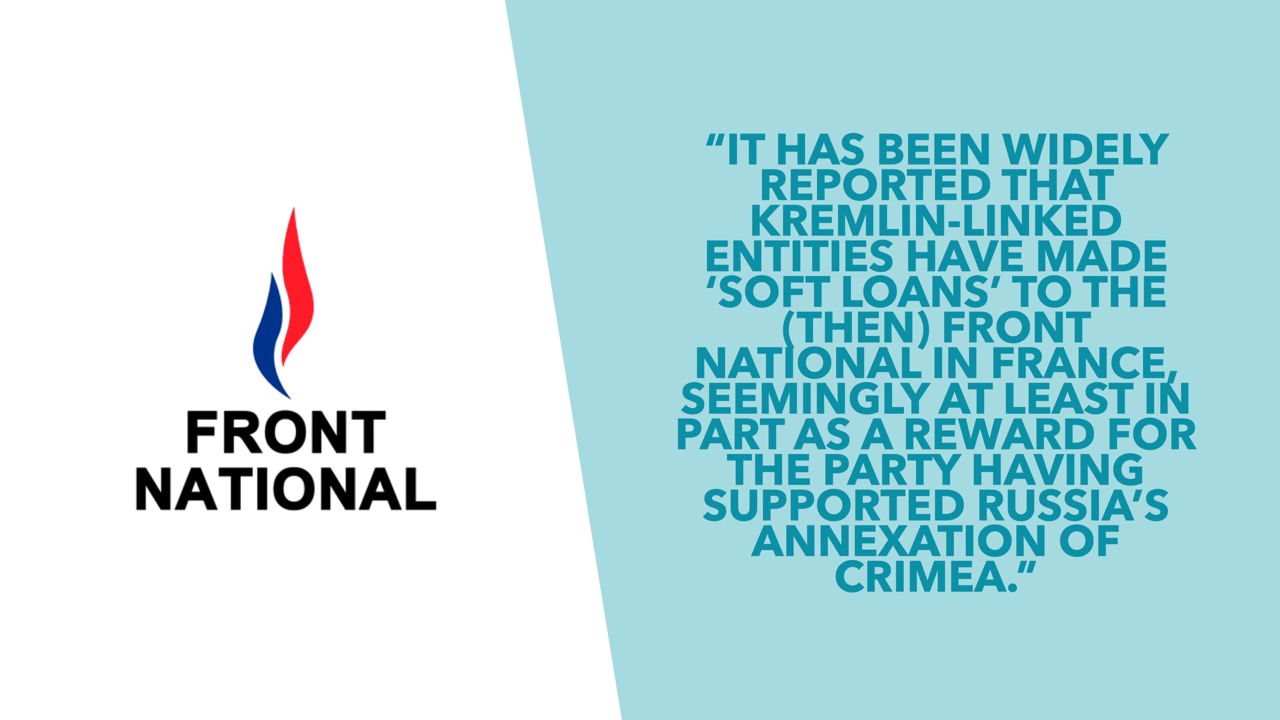 FRONT
NATIONAL
“IT HAS BEEN WIDELY
REPORTED THAT
KREMLIN-LINKED
ENTITIES HAVE MADE
‘SOFT LOANS’ TO THE
(THEN) FRONT
NATIONAL IN FRANCE,
SEEMINGLY AT LEAST IN
PART AS A REWARD FOR
THE PARTY HAVING
SUPPORTED RUSSIA’S
ANNEXATION OF
CRIMEA.”